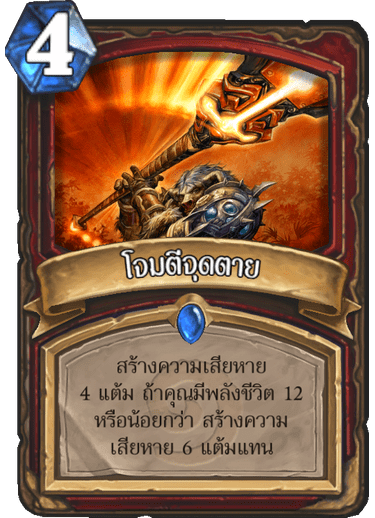 4
โจมตีจุดตาย
สร้างความเสียหาย
4 แต้ม ถ้าคุณมีพลังชีวิต 12
หรือน้อยกว่า สร้างความ
เสียหาย 6 แต้มแทน